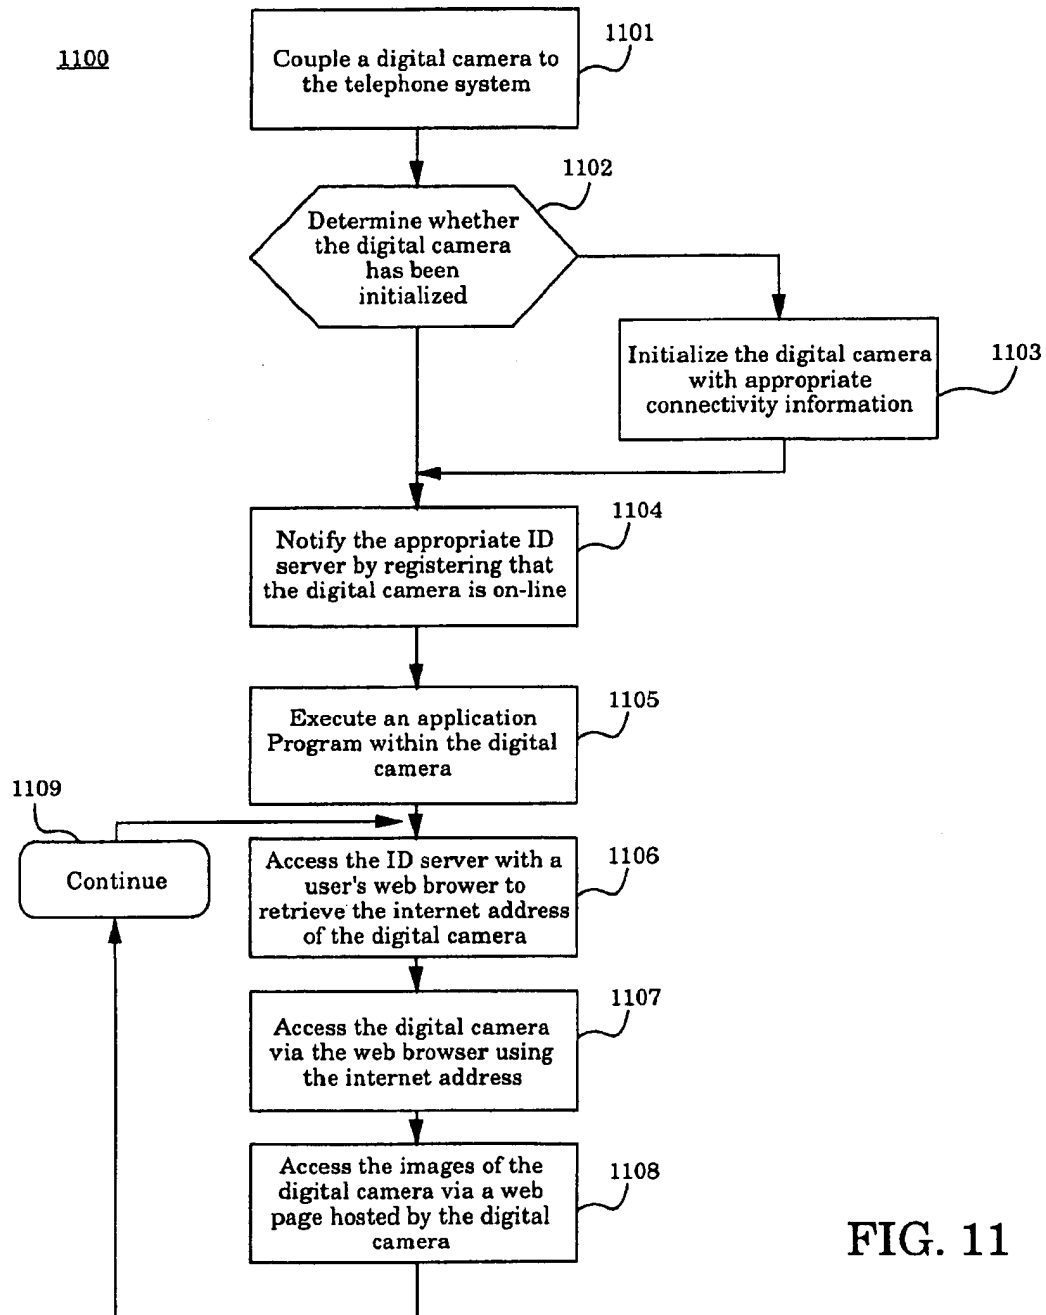 1100
Couple a digital camera to
the telephone system
1101
Determine whether
the digital camera
has been
initialized
1102
Initialize the digital camera
with appropriate
connectivity information
1103
Notify the appropriate ID
server by registering that
the digital camera is on-line
1104
Execute an application
Program within the digital
camera
1105
1109
Continue
Access the ID server with a
user's web brower to
retrieve the internet address
of the digital camera
1106
Access the digital camera
via the web browser using
the internet address
1107
Access the images of the
digital camera via a web
page hosted by the digital
camera
1108
FIG. 11